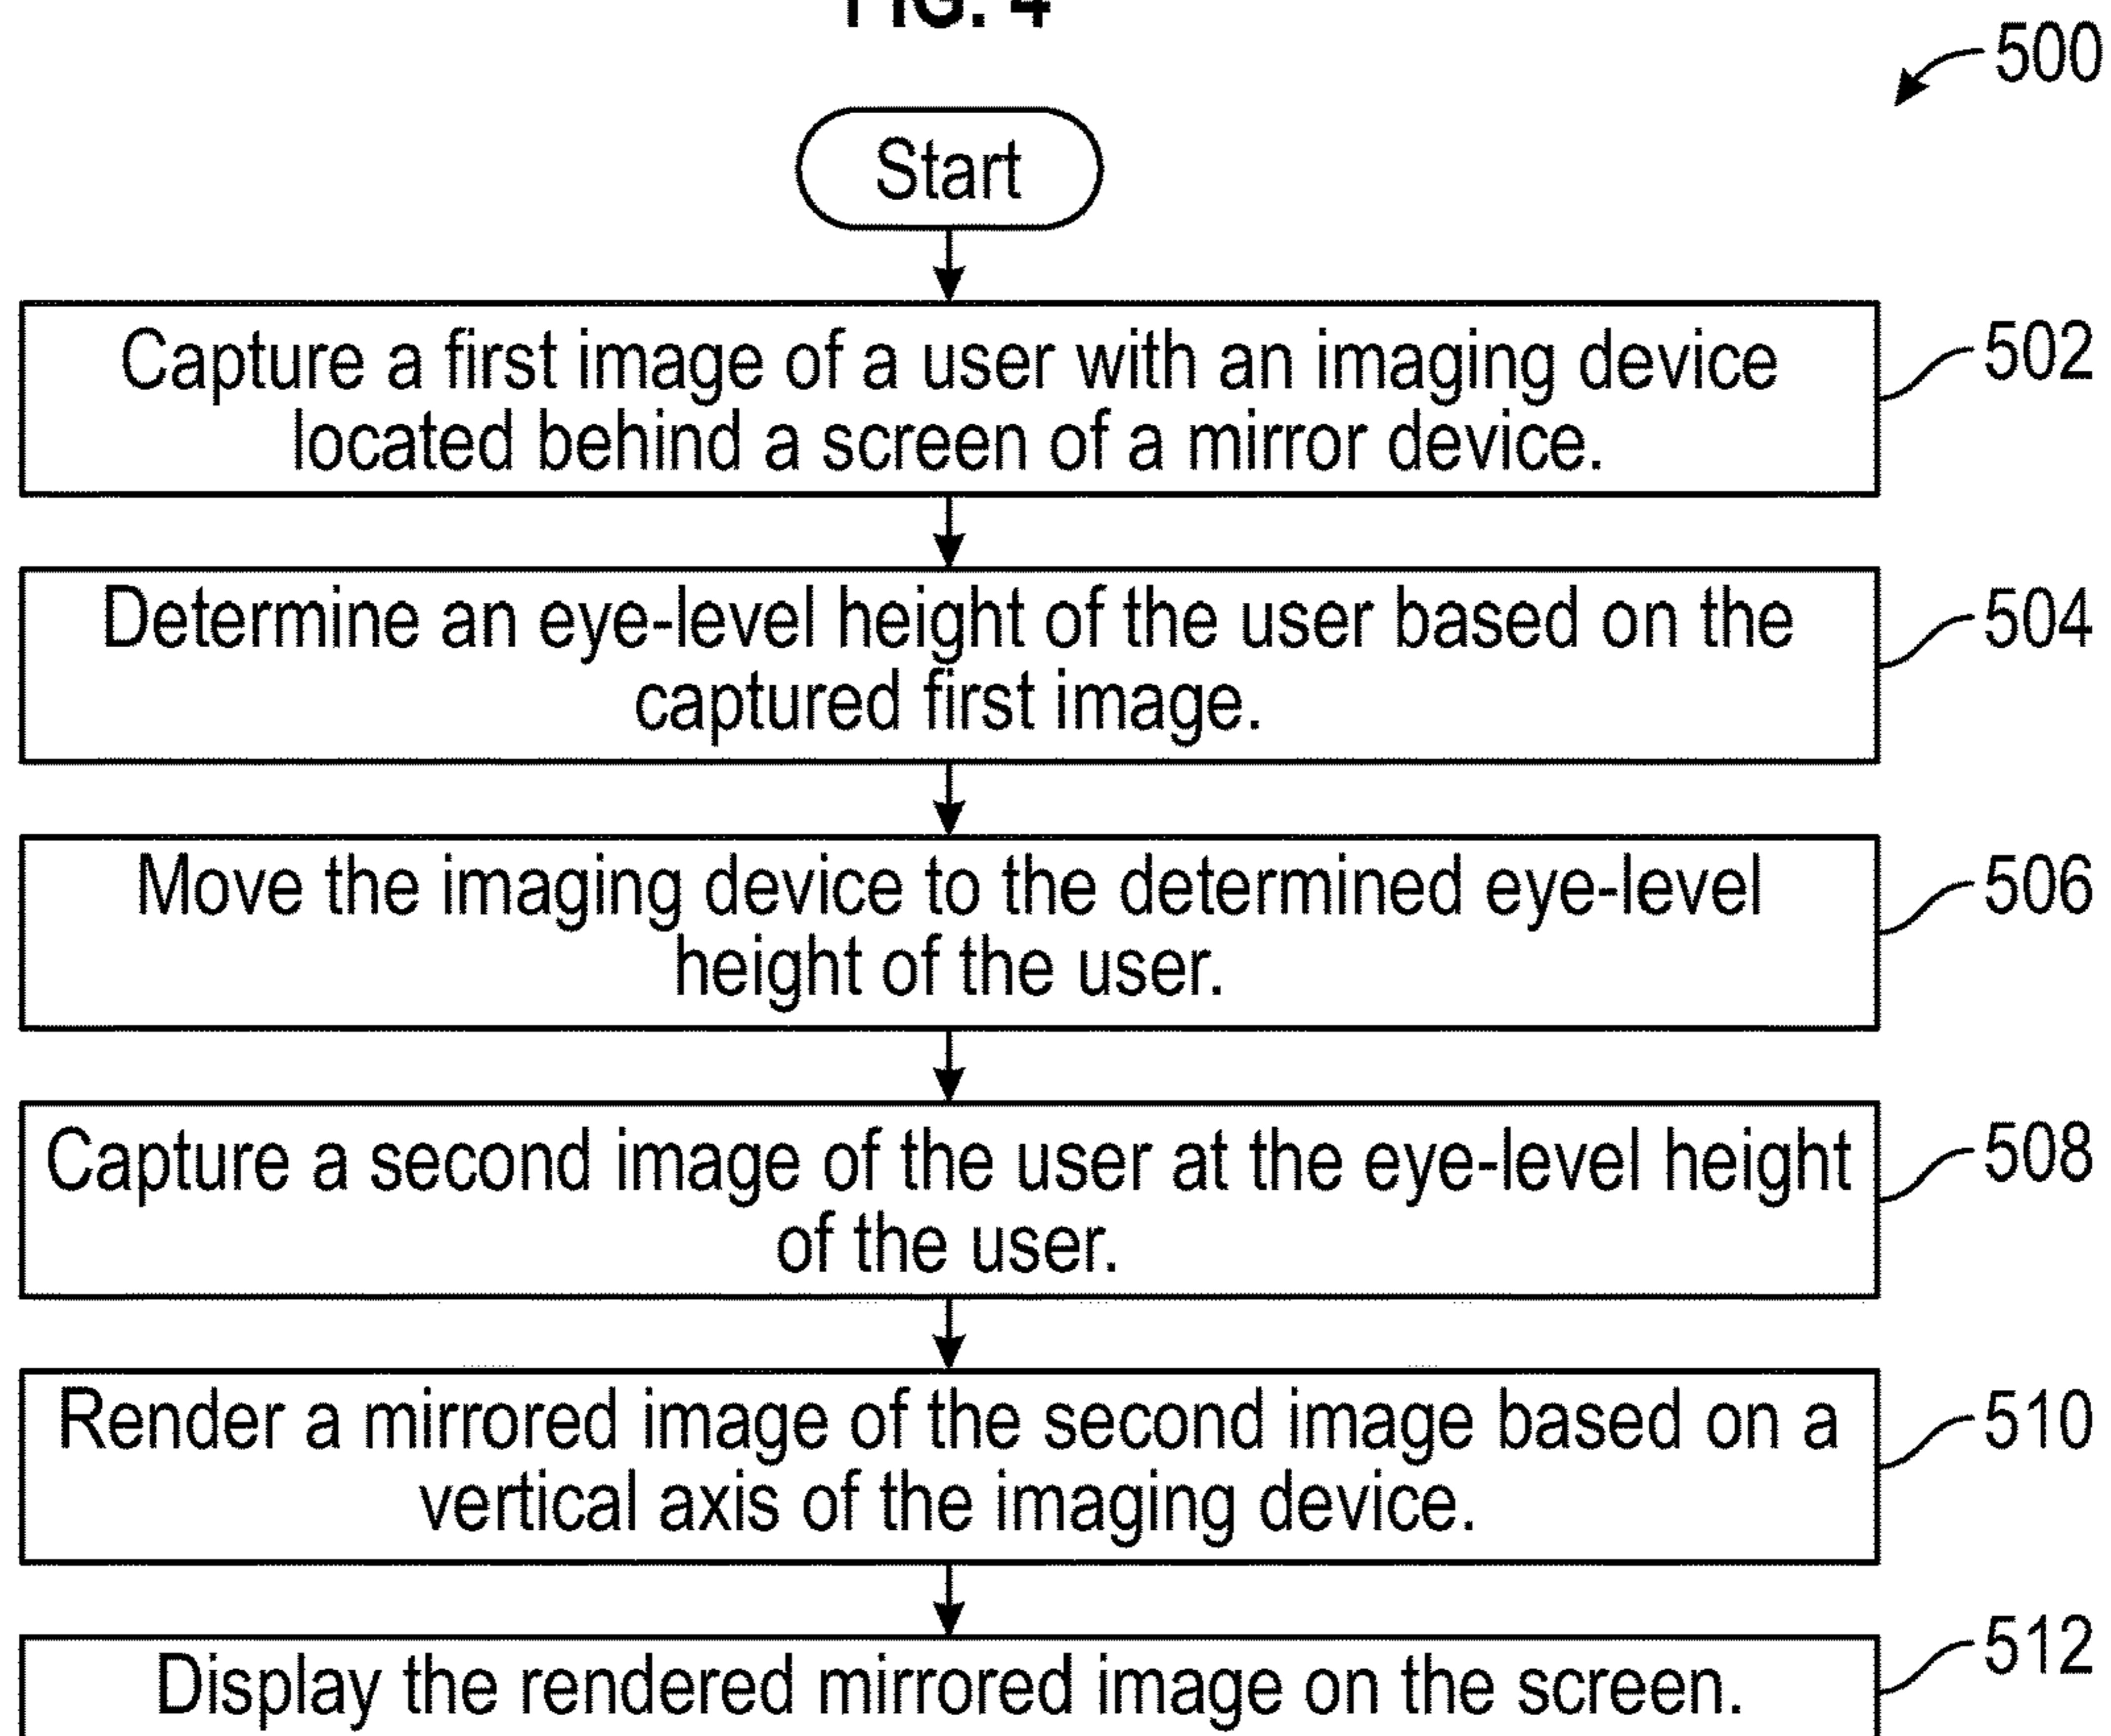 FIG. 4
500
Start
Capture a first image of a user with an imaging device
located behind a screen of a mirror device.
502
Determine an eye-level height of the user based on the
captured first image.
504
Move the imaging device to the determined eye-level
height of the user.
506
Capture a second image of the user at the eye-level height
of the user.
508
Render a mirrored image of the second image based on a
vertical axis of the imaging device.
510
Display the rendered mirrored image on the screen.
512